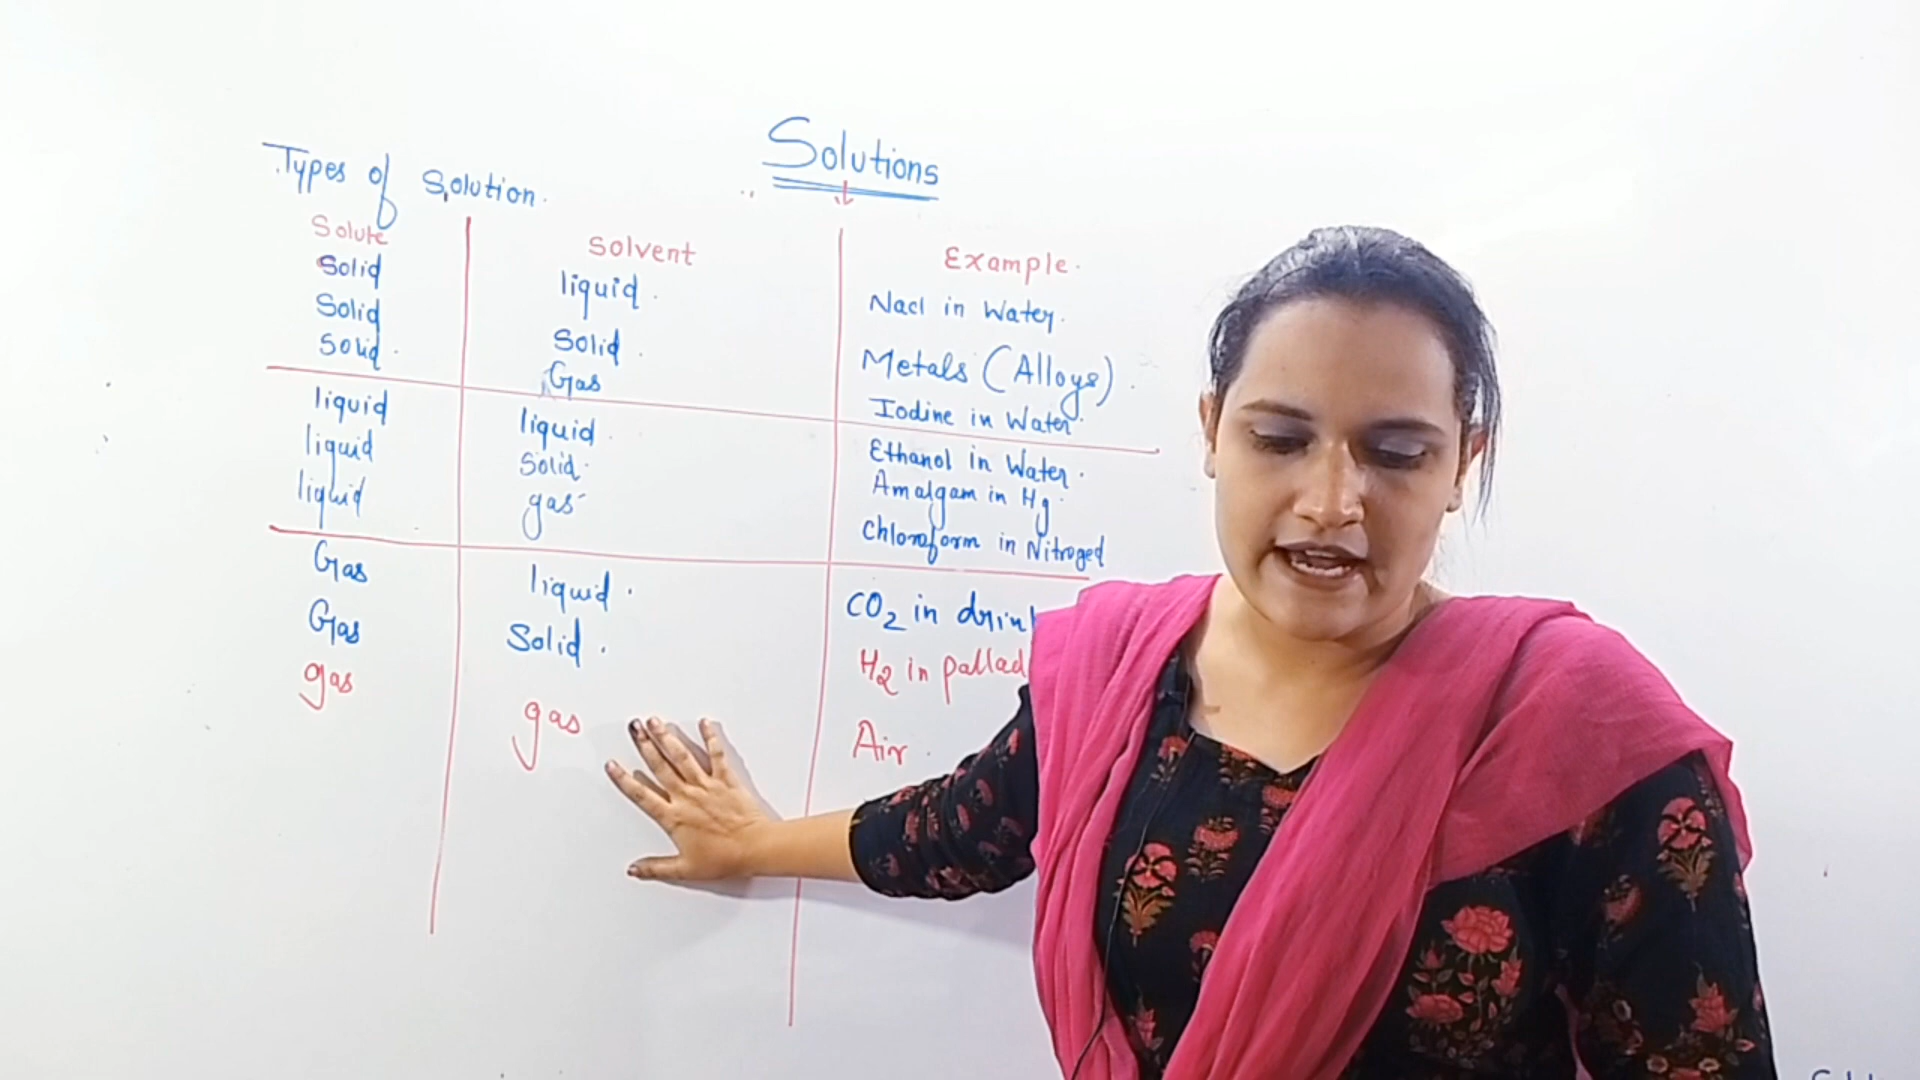 Solutions
Types of Solution.
Solute Solvent Example.
Solid liquid. Nacl in Water.
Solid Solid. Metals (Alloys).
Solid. Gas Iodine in Water.
liquid liquid. Ethanol in Water.
liquid Solid. Amalgam in Hg.
liquid gas Chloroform in Nitroged
Gas liquid. CO2 in drin
Gas Solid. H2 in pallad
gas gas Air.